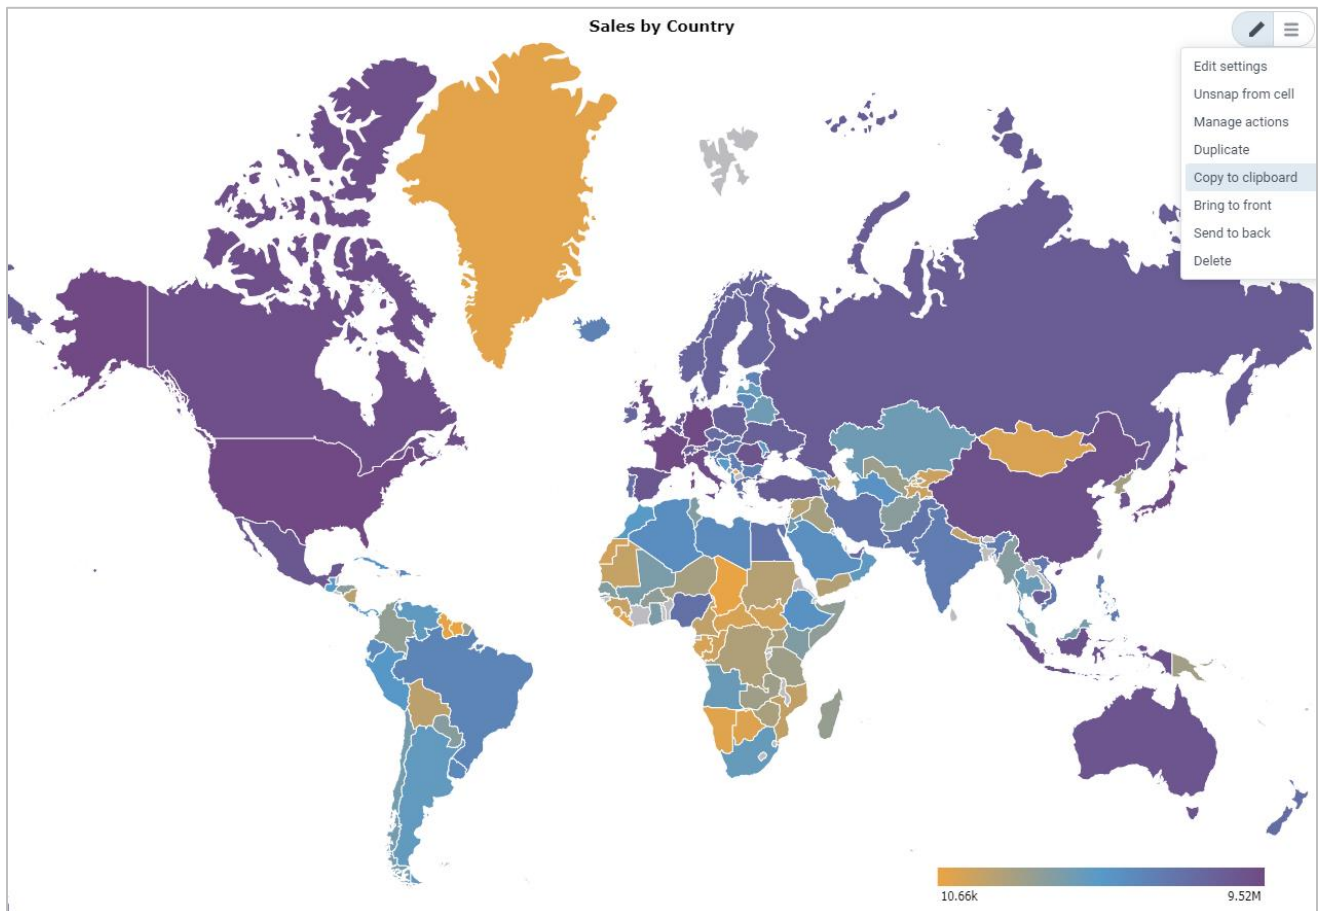 Sales by Country
Edit settings
Unsnap from cell
Manage actions
Duplicate
Copy to clipboard
Bring to front
Send to back
Delete
10.66k
9.52M